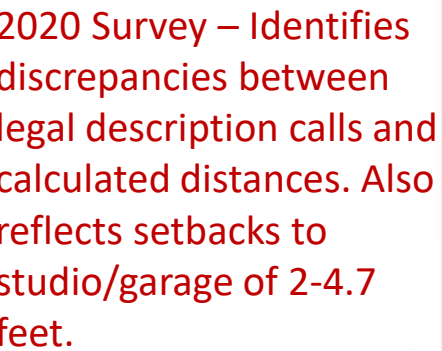 2020 Survey – Identifies
discrepancies between
legal description calls and
calculated distances. Also
reflects setbacks to
studio/garage of 2-4.7
feet.